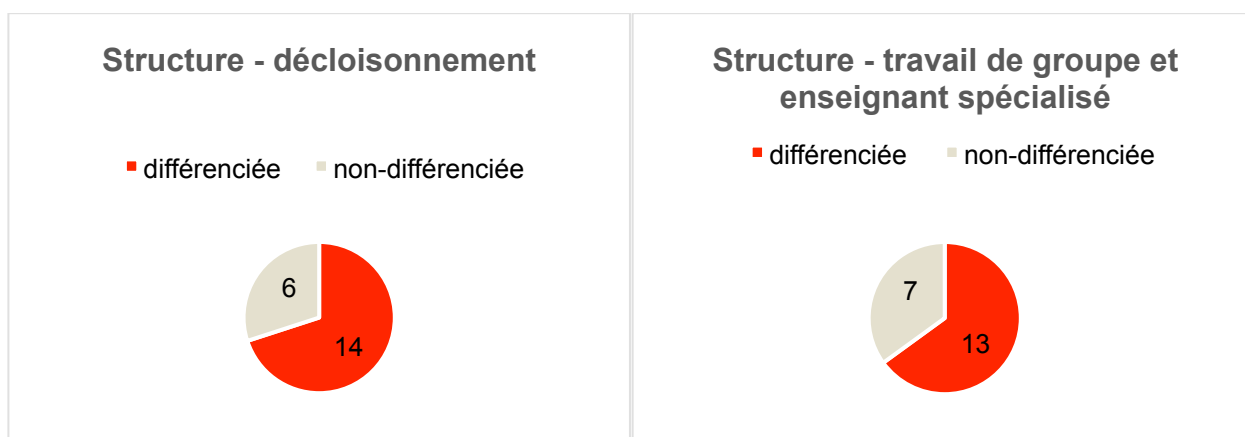 Structure - décloisonnement
différenciée non-différenciée
6
14
Structure - travail de groupe et
enseignant spécialisé
différenciée non-différenciée
7
13